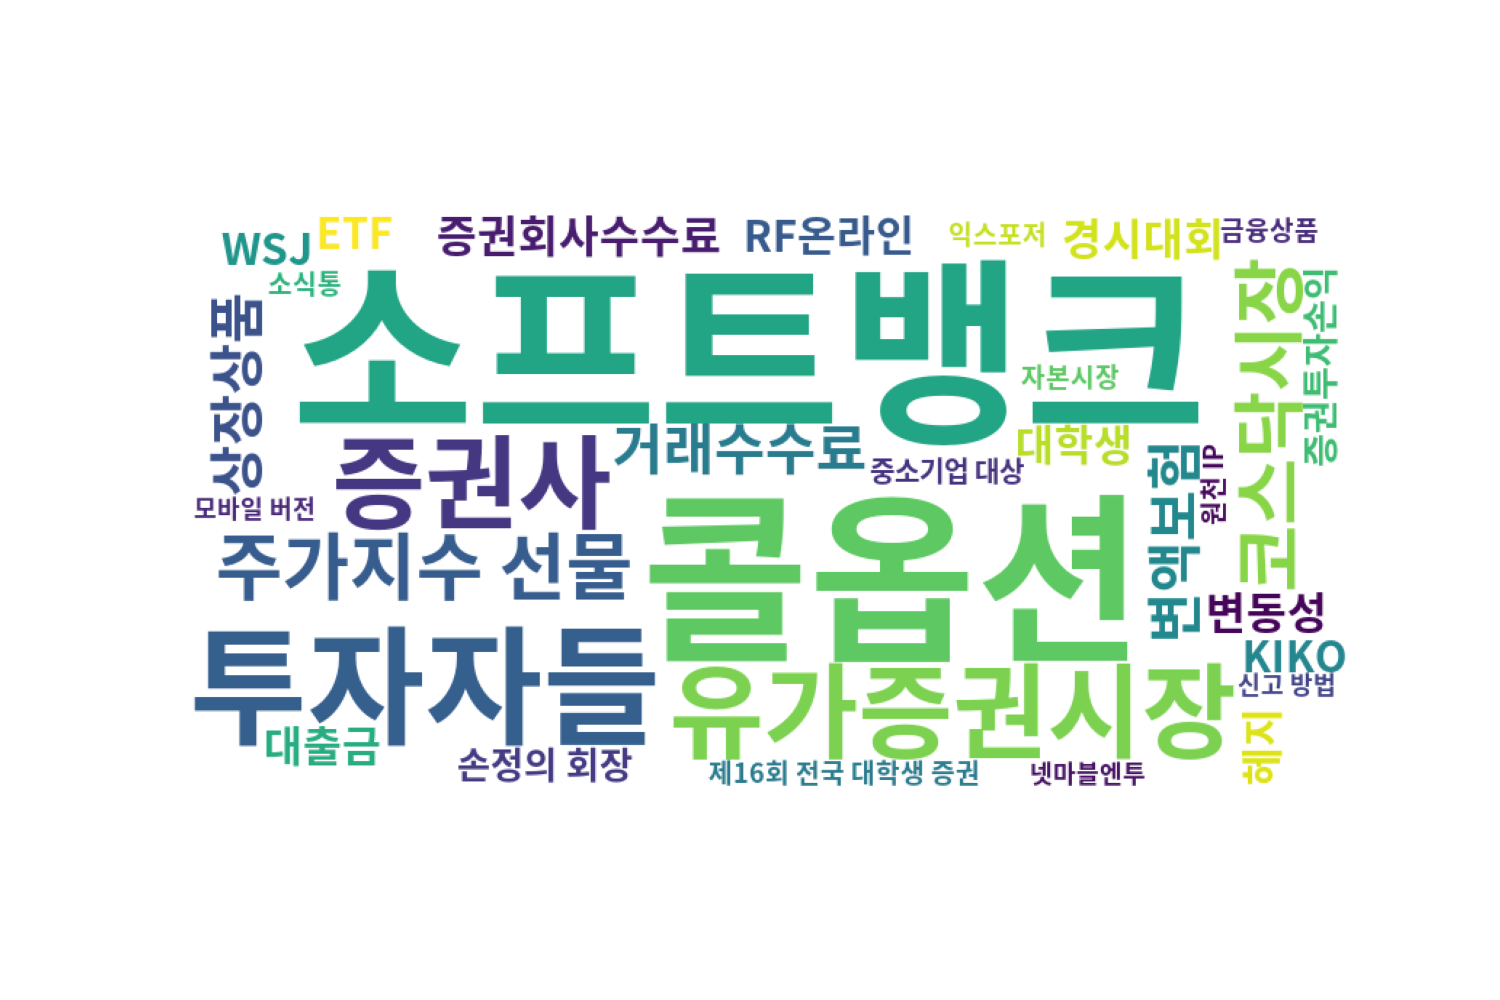 WSJ
ETF
증권회사수수료
RF온라인
익스포저
경시대회
금융상품
소식통
소프트뱅크
상장상품
자본시장
코스닥시장
증권투자손익
증권사
거래수수료
중소기업 대상
대학생
변액보험
원천 IP
모바일 버전
주가지수 선물
콜옵션
변동성
KIKO
신고 방법
투자자들
유가증권시장
대출금
손정의 회장
제16회 전국 대학생 증권
넷마블엔투
헤지